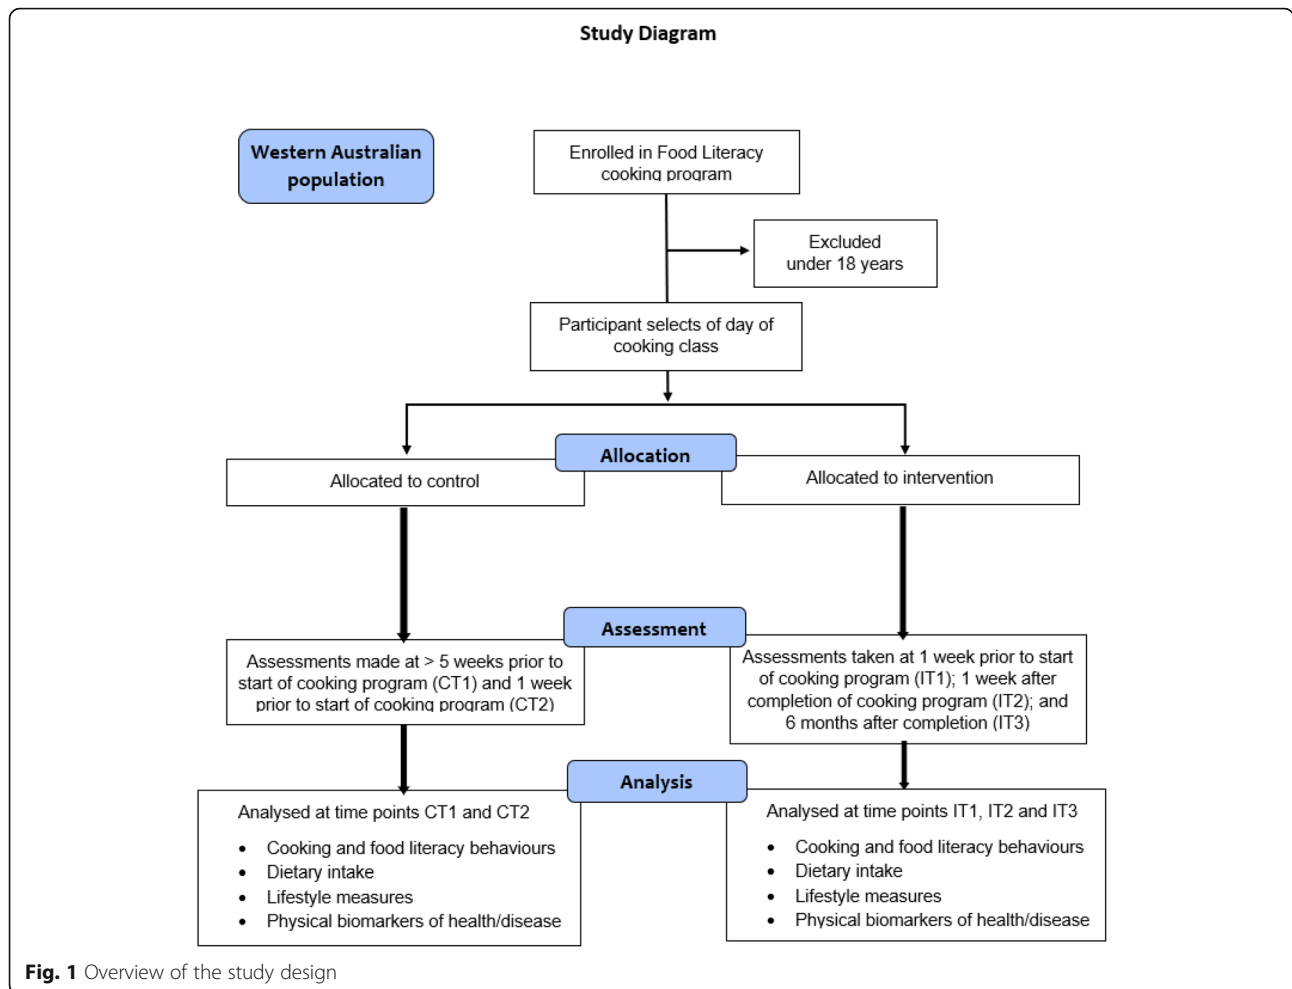 Study Diagram
Western Australian
population
Enrolled in Food Literacy
cooking program
Excluded
under 18 years
Participant selects of day of
cooking class
Allocation
Allocated to control
Allocated to intervention
Assessment
Assessments made at > 5 weeks prior to
start of cooking program (CT1) and 1 week
prior to start of cooking program (CT2)
Assessments taken at 1 week prior to start
of cooking program (IT1); 1 week after
completion of cooking program (IT2); and
6 months after completion (IT3)
Analysis
Analysed at time points CT1 and CT2
• Cooking and food literacy behaviours
• Dietary intake
• Lifestyle measures
• Physical biomarkers of health/disease
Analysed at time points IT1, IT2 and IT3
• Cooking and food literacy behaviours
• Dietary intake
• Lifestyle measures
• Physical biomarkers of health/disease
Fig. 1 Overview of the study design